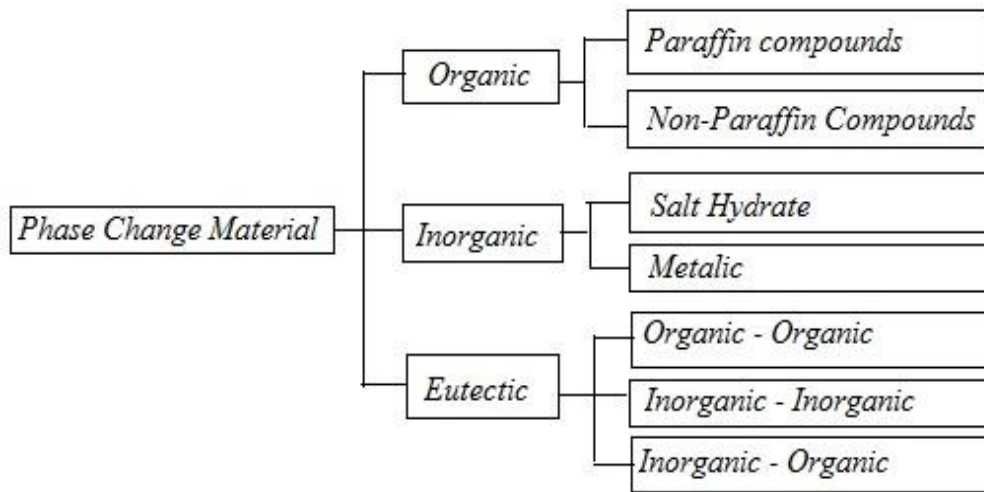 Paraffin compounds
Organic
Non-Paraffin Compounds
Salt Hydrate
Phase Change Material
Inorganic
Metalic
Organic - Organic
Eutectic
Inorganic - Inorganic
Inorganic - Organic